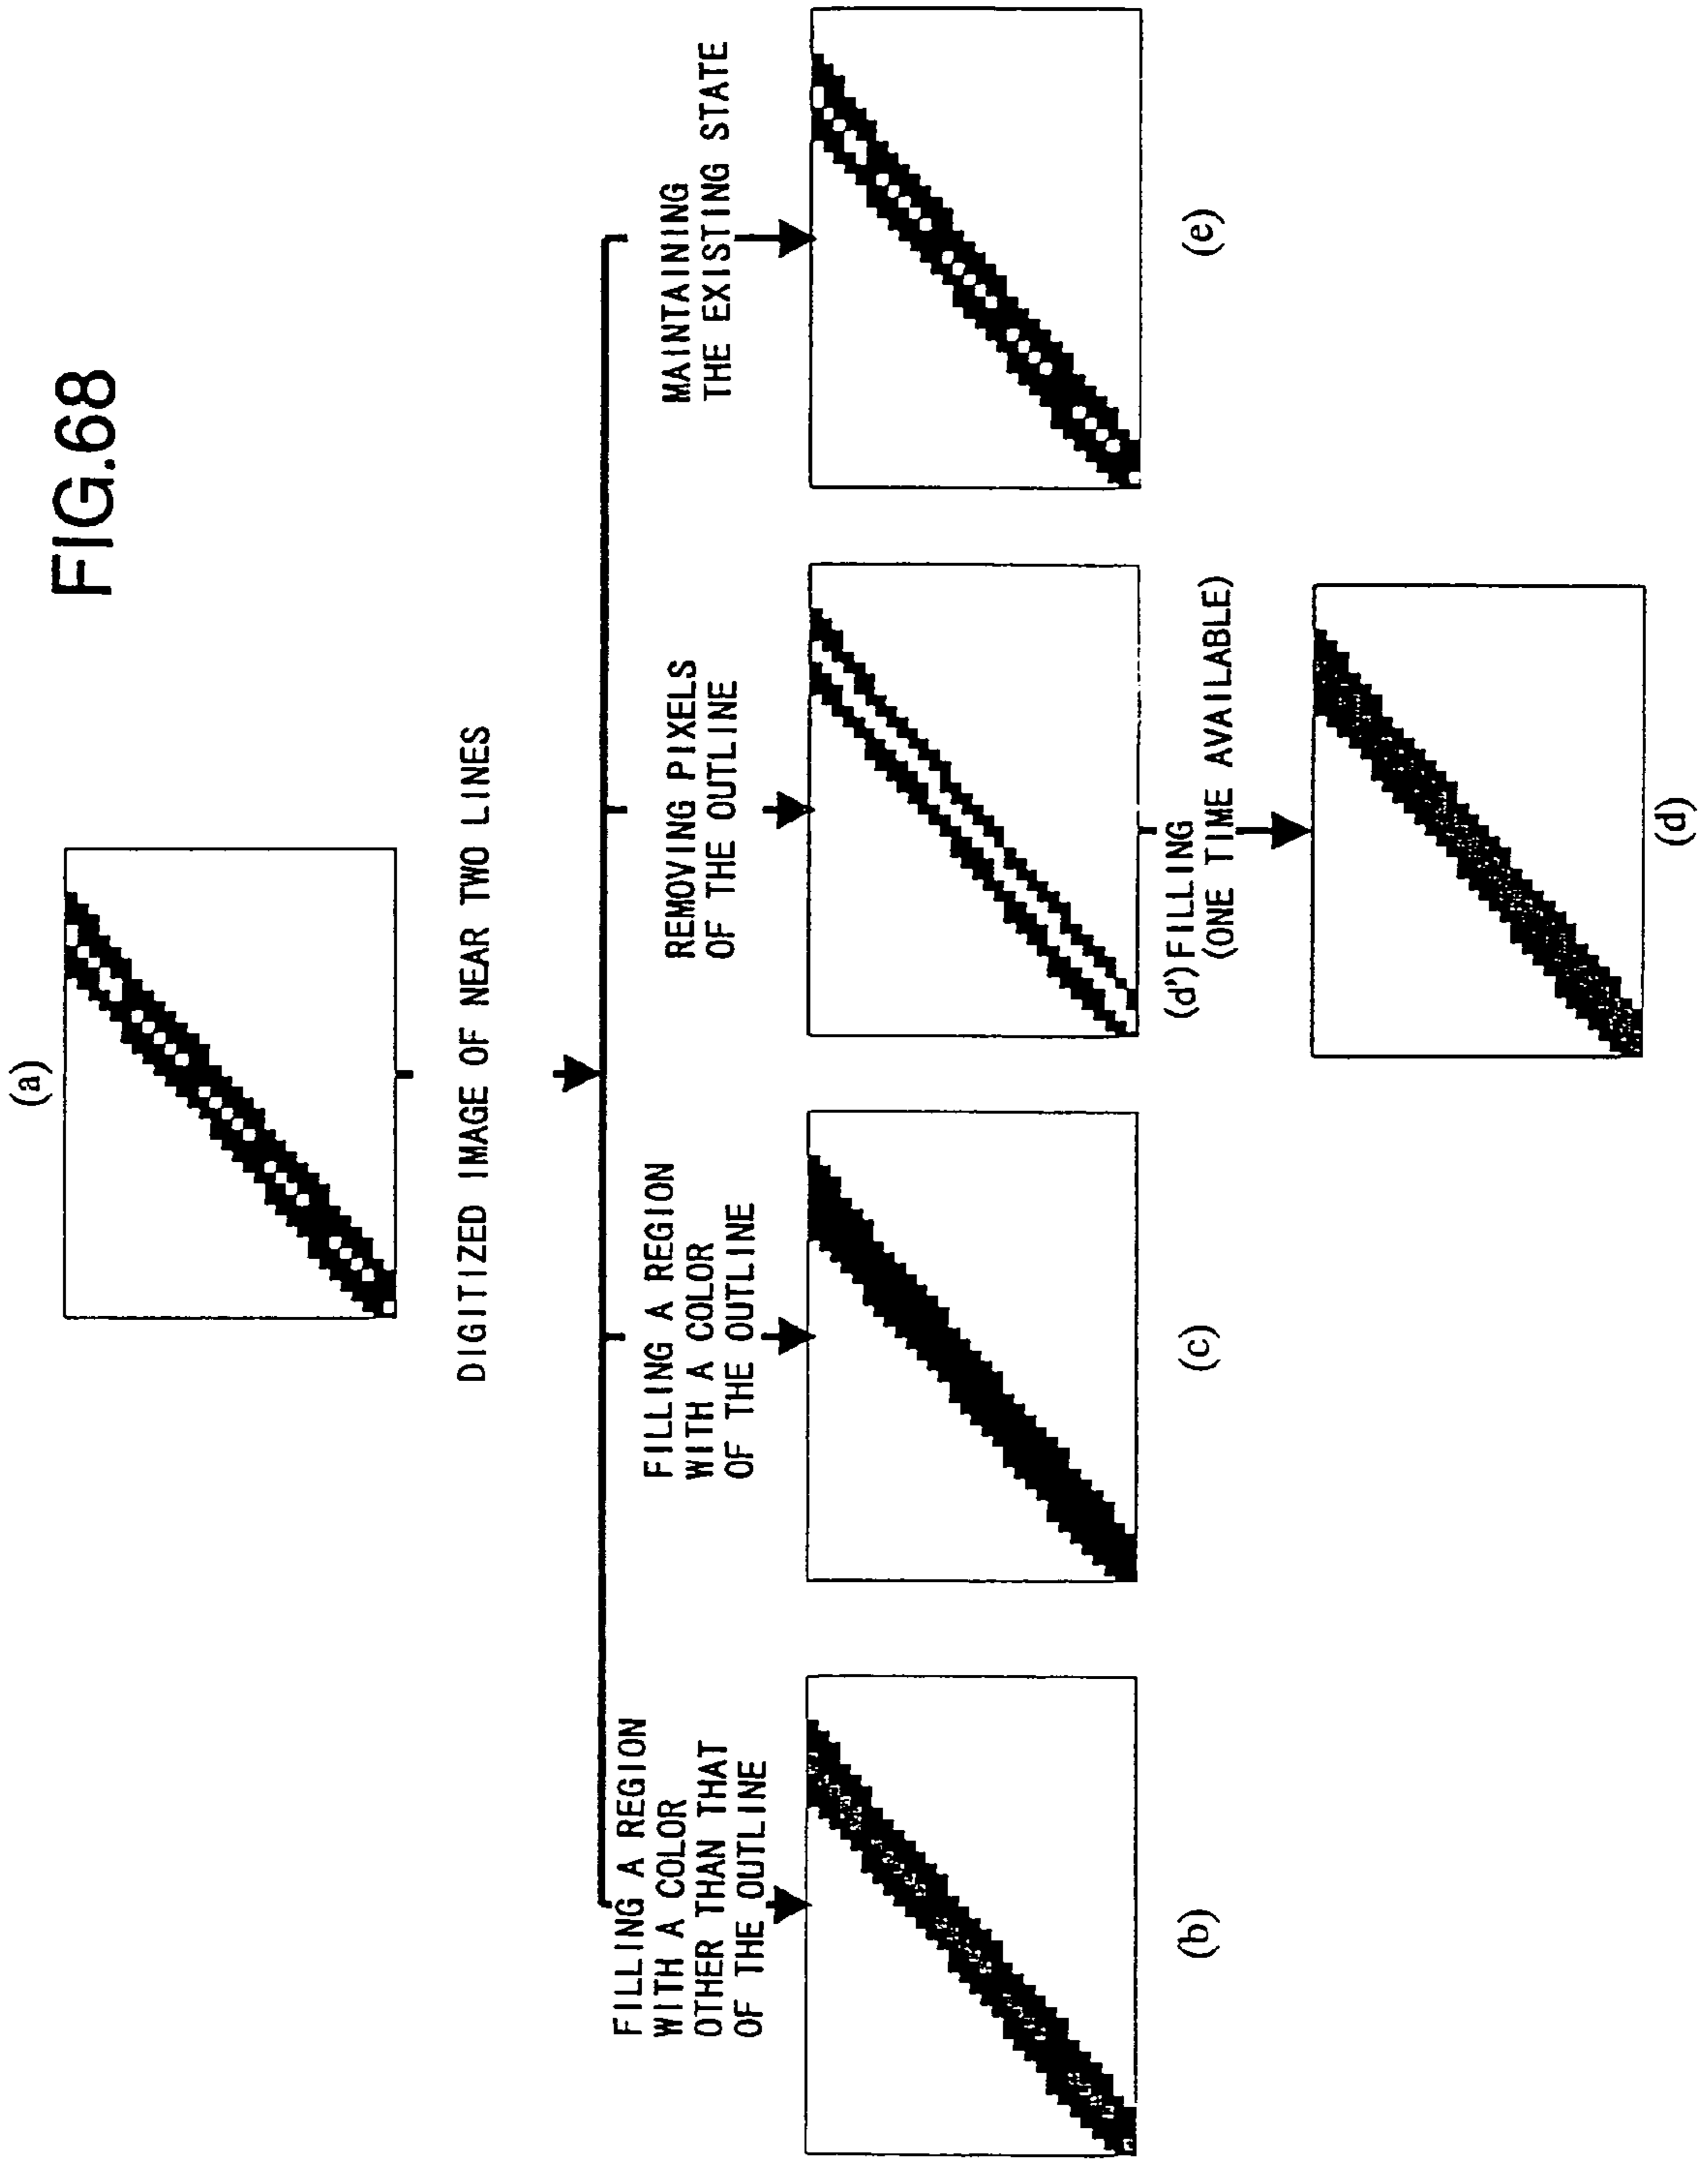 FIG.68
(a)
DIGITIZED IMAGE OF NEAR TWO LINES
FILLING A REGION
WITH A COLOR
OTHER THAN THAT
OF THE OUTLINE
(b)
FILLING A REGION
WITH A COLOR
OF THE OUTLINE
(c)
REMOVING PIXELS
OF THE OUTLINE
(d')FILLING
(ONE TIME AVAILABLE)
(d)
MAINTAINING
THE EXISTING STATE
(e)